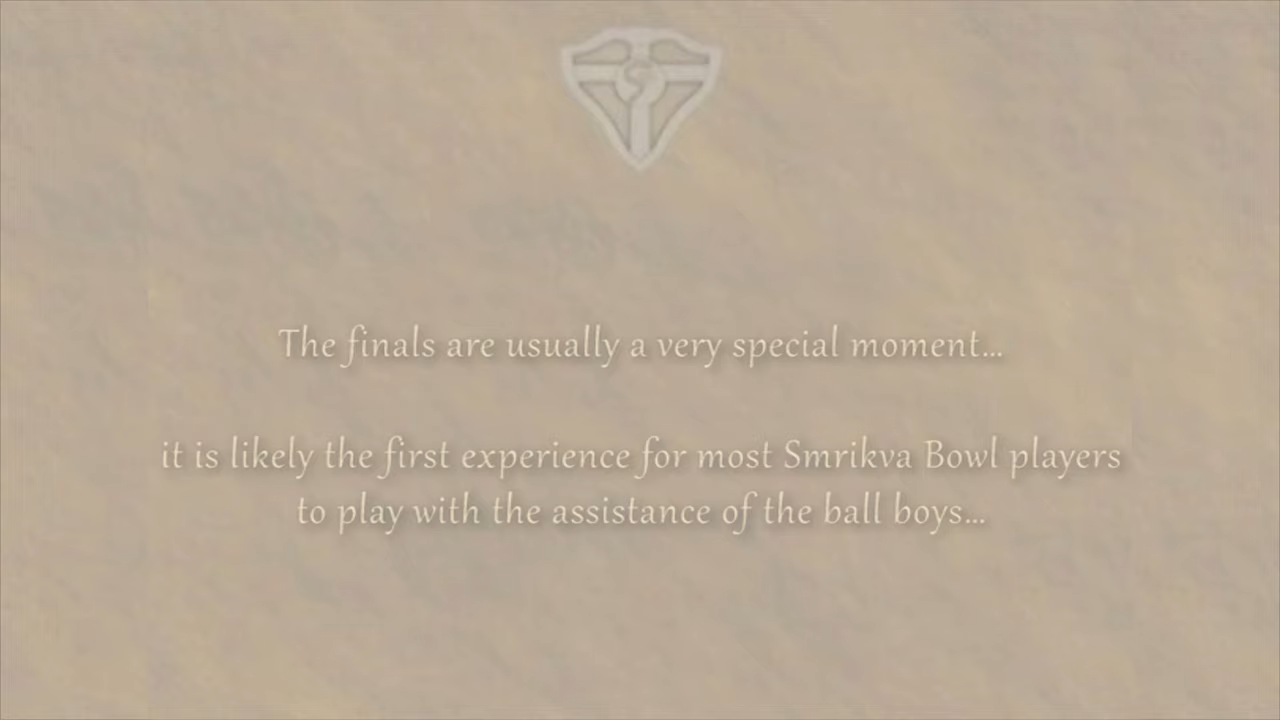 The finals are usually a very special moment...
it is likely the first experience for most Smrikva Bowl players
to play with the assistance of the ball boys...